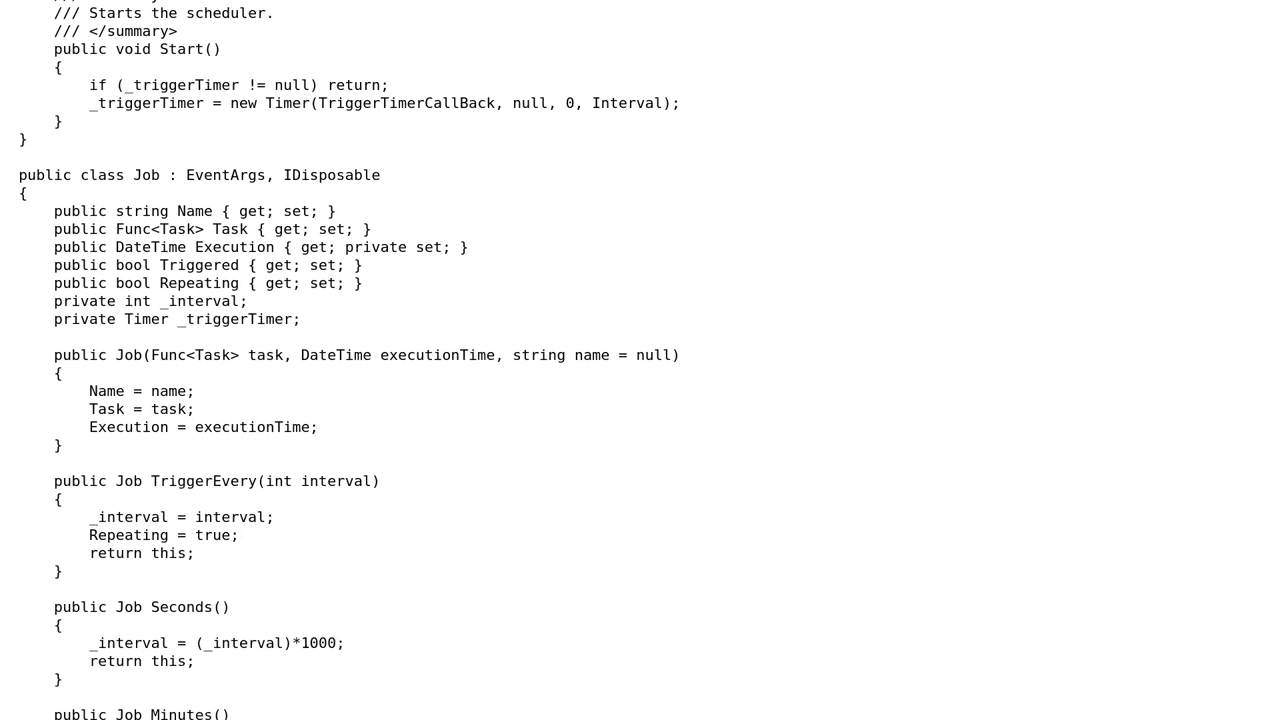 /// Starts the scheduler.
/// </summary>
public void Start()
{
if (_triggerTimer != null) return;
_triggerTimer = new Timer(TriggerTimerCallBack, null, 0, Interval);
}
}
public class Job : EventArgs, IDisposable
{
public string Name { get; set; }
public Func<Task> Task { get; set; }
public DateTime Execution { get; private set; }
public bool Triggered { get; set; }
public bool Repeating { get; set; }
private int _interval;
private Timer _triggerTimer;
public Job(Func<Task> task, DateTime executionTime, string name = null)
{
Name = name;
Task = task;
Execution = executionTime;
}
public Job TriggerEvery(int interval)
{
_interval = interval;
Repeating = true;
return this;
}
public Job Seconds()
{
_interval = (_interval)*1000;
return this;
}
public Job Minutes()